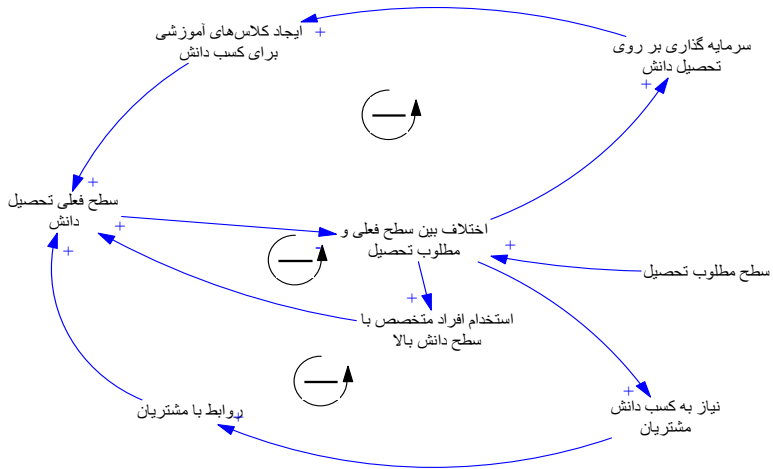 ایجاد کلاس‌های آموزشی
برای کسب دانش
+
سرمایه گذاری بر روی
تحصیل دانش
+
سطح فعلی تحصیل
دانش
+
+
+
اختلاف بین سطح فعلی و
مطلوب تحصیل
-
+
سطح مطلوب تحصیل
استخدام افراد متخصص با
سطح دانش بالا
+
نیاز به کسب دانش
مشتریان
+
روابط با مشتریان
+